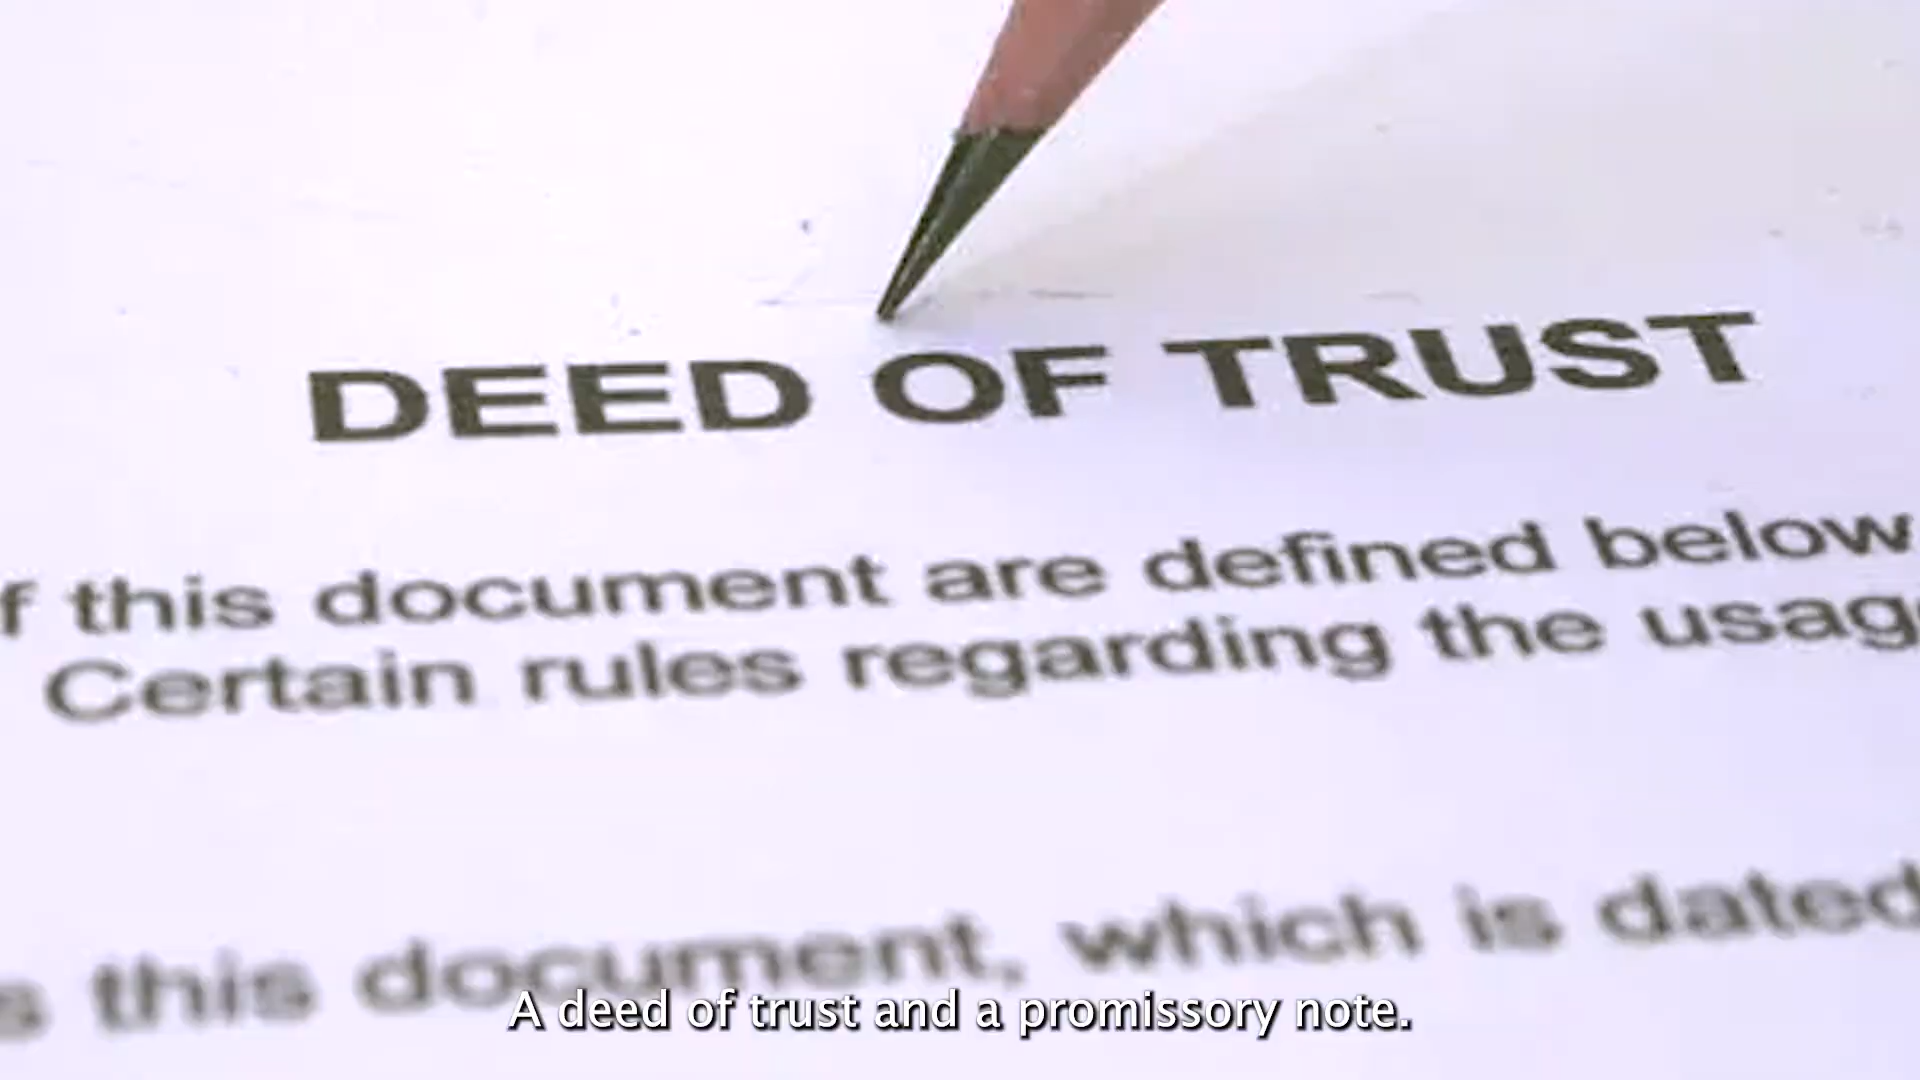 DEED OF TRUST
f this document are defined below
Certain rules regarding the usag
s this document, which is dated
A deed of trust and a promissory note.